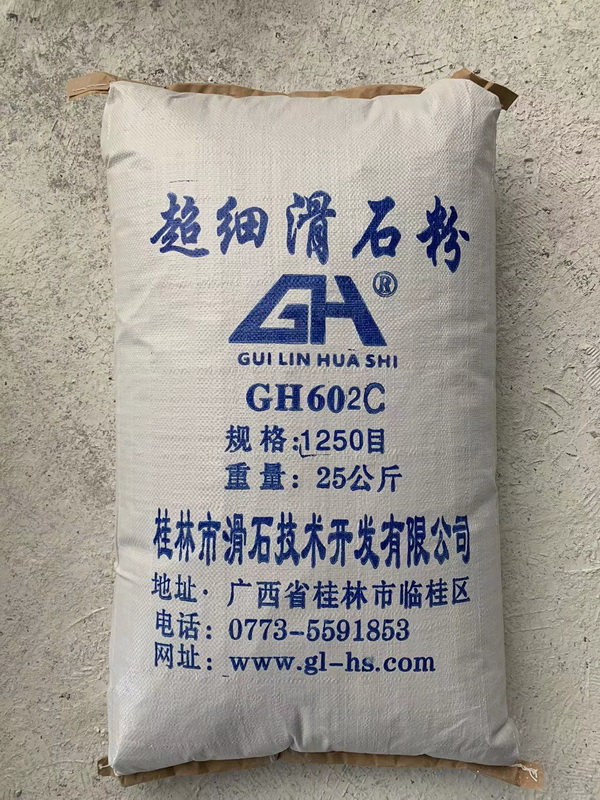 超细滑石粉
GH®
GUI LIN HUA SHI
GH602C
规格:1250目
重量：25公斤
桂林市滑石技术开发有限公司
地址·广西省桂林市临桂区
电话：0773-5591853
网址：www.gl-hs.com